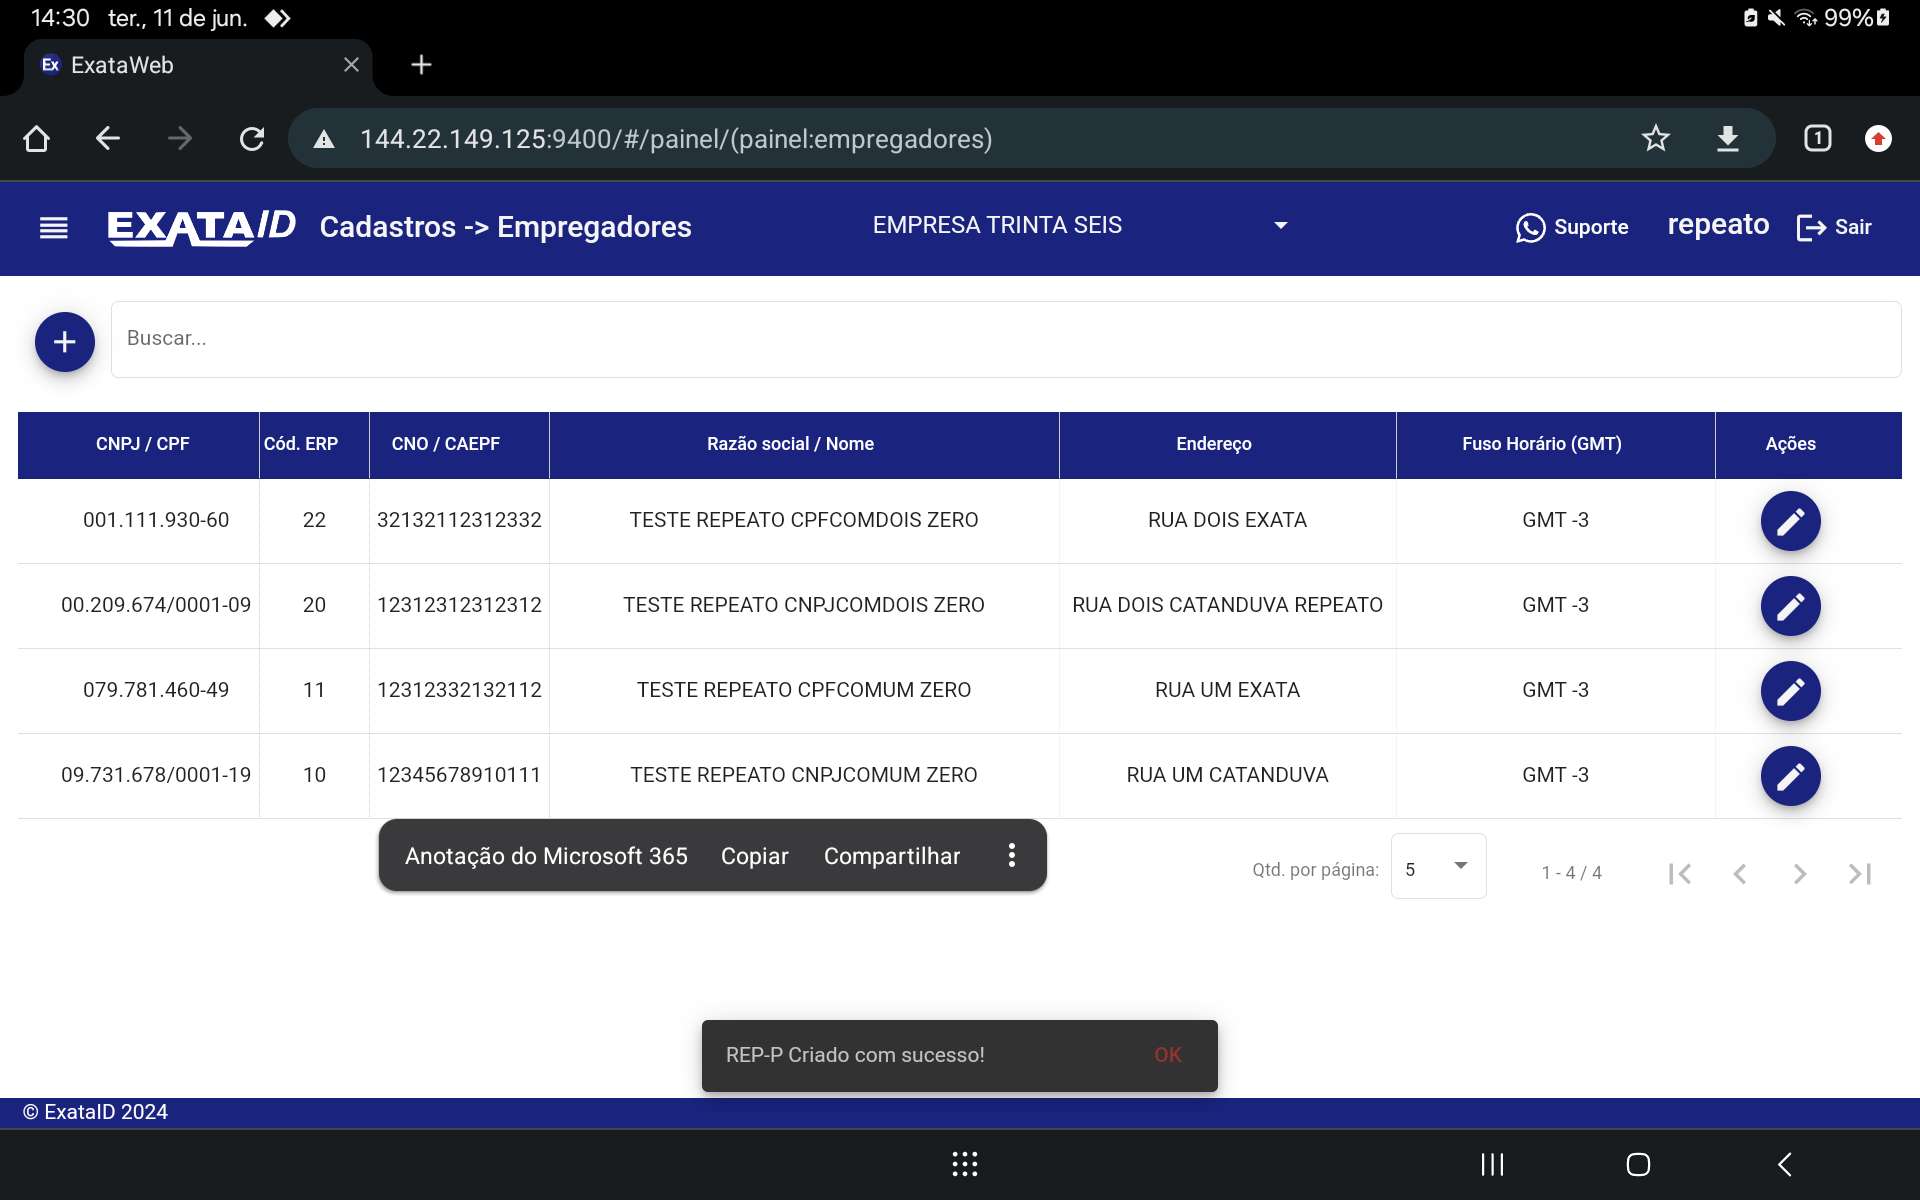 14:30 ter., 11 de jun. 99%
Ex ExataWeb
144.22.149.125:9400/#/painel/(painel:empregadores) 1
EXATAID Cadastros -> Empregadores EMPRESA TRINTA SEIS Suporte repeato Sair
Buscar...
CNPJ / CPF Cód. ERP CNO / CAEPF Razão social / Nome Endereço Fuso Horário (GMT) Ações
001.111.930-60 22 32132112312332 TESTE REPEATO CPFCOMDOIS ZERO RUA DOIS EXATA GMT -3
00.209.674/0001-09 20 12312312312312 TESTE REPEATO CNPJCOMDOIS ZERO RUA DOIS CATANDUVA REPEATO GMT -3
079.781.460-49 11 12312332132112 TESTE REPEATO CPFCOMUM ZERO RUA UM EXATA GMT -3
09.731.678/0001-19 10 12345678910111 TESTE REPEATO CNPJCOMUM ZERO RUA UM CATANDUVA GMT -3
Anotação do Microsoft 365 Copiar Compartilhar
Qtd. por página: 5 1 - 4 / 4
REP-P Criado com sucesso! OK
© ExataID 2024